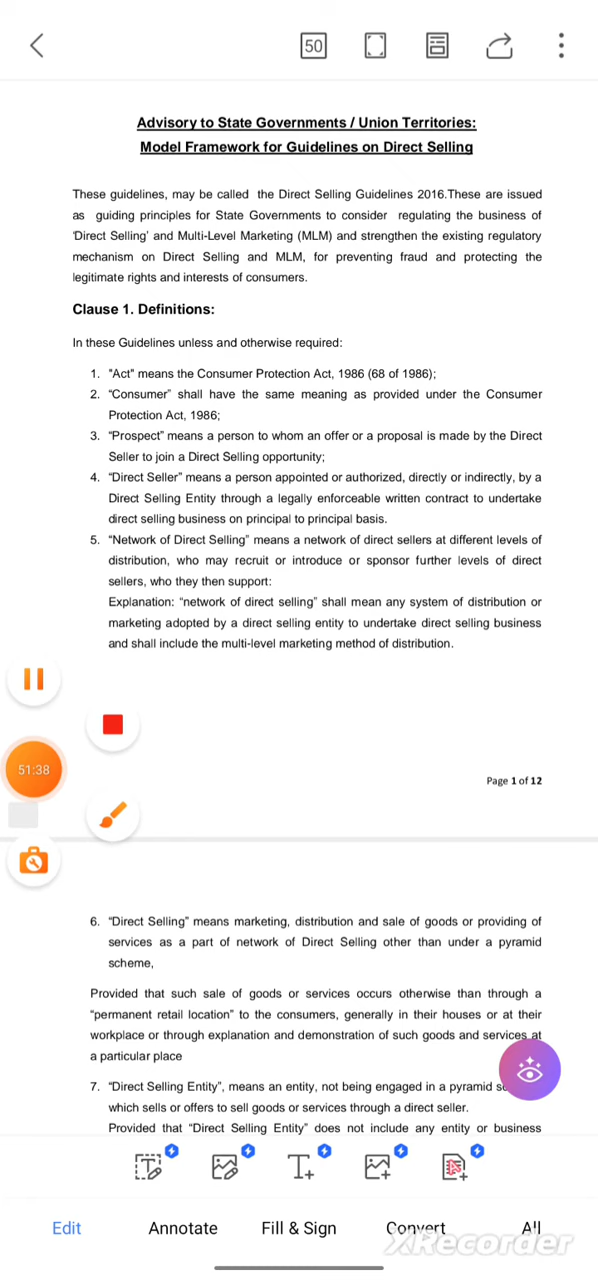 50
Advisory to State Governments / Union Territories:
Model Framework for Guidelines on Direct Selling
These guidelines, may be called the Direct Selling Guidelines 2016.These are issued
as guiding principles for State Governments to consider regulating the business of
'Direct Selling' and Multi-Level Marketing (MLM) and strengthen the existing regulatory
mechanism on Direct Selling and MLM, for preventing fraud and protecting the
legitimate rights and interests of consumers.
Clause 1. Definitions:
In these Guidelines unless and otherwise required:
1. "Act" means the Consumer Protection Act, 1986 (68 of 1986);
2. “Consumer” shall have the same meaning as provided under the Consumer
Protection Act, 1986;
3. “Prospect” means a person to whom an offer or a proposal is made by the Direct
Seller to join a Direct Selling opportunity;
4. “Direct Seller” means a person appointed or authorized, directly or indirectly, by a
Direct Selling Entity through a legally enforceable written contract to undertake
direct selling business on principal to principal basis.
5. “Network of Direct Selling” means a network of direct sellers at different levels of
distribution, who may recruit or introduce or sponsor further levels of direct
sellers, who they then support:
Explanation: “network of direct selling” shall mean any system of distribution or
marketing adopted by a direct selling entity to undertake direct selling business
and shall include the multi-level marketing method of distribution.
51:38
Page 1 of 12
6. “Direct Selling” means marketing, distribution and sale of goods or providing of
services as a part of network of Direct Selling other than under a pyramid
scheme,
Provided that such sale of goods or services occurs otherwise than through a
“permanent retail location” to the consumers, generally in their houses or at their
workplace or through explanation and demonstration of such goods and services at
a particular place
7. “Direct Selling Entity”, means an entity, not being engaged in a pyramid
which sells or offers to sell goods or services through a direct seller.
Provided that “Direct Selling Entity” does not include any entity or business
Edit Annotate Fill & Sign Convert All
XRecorder